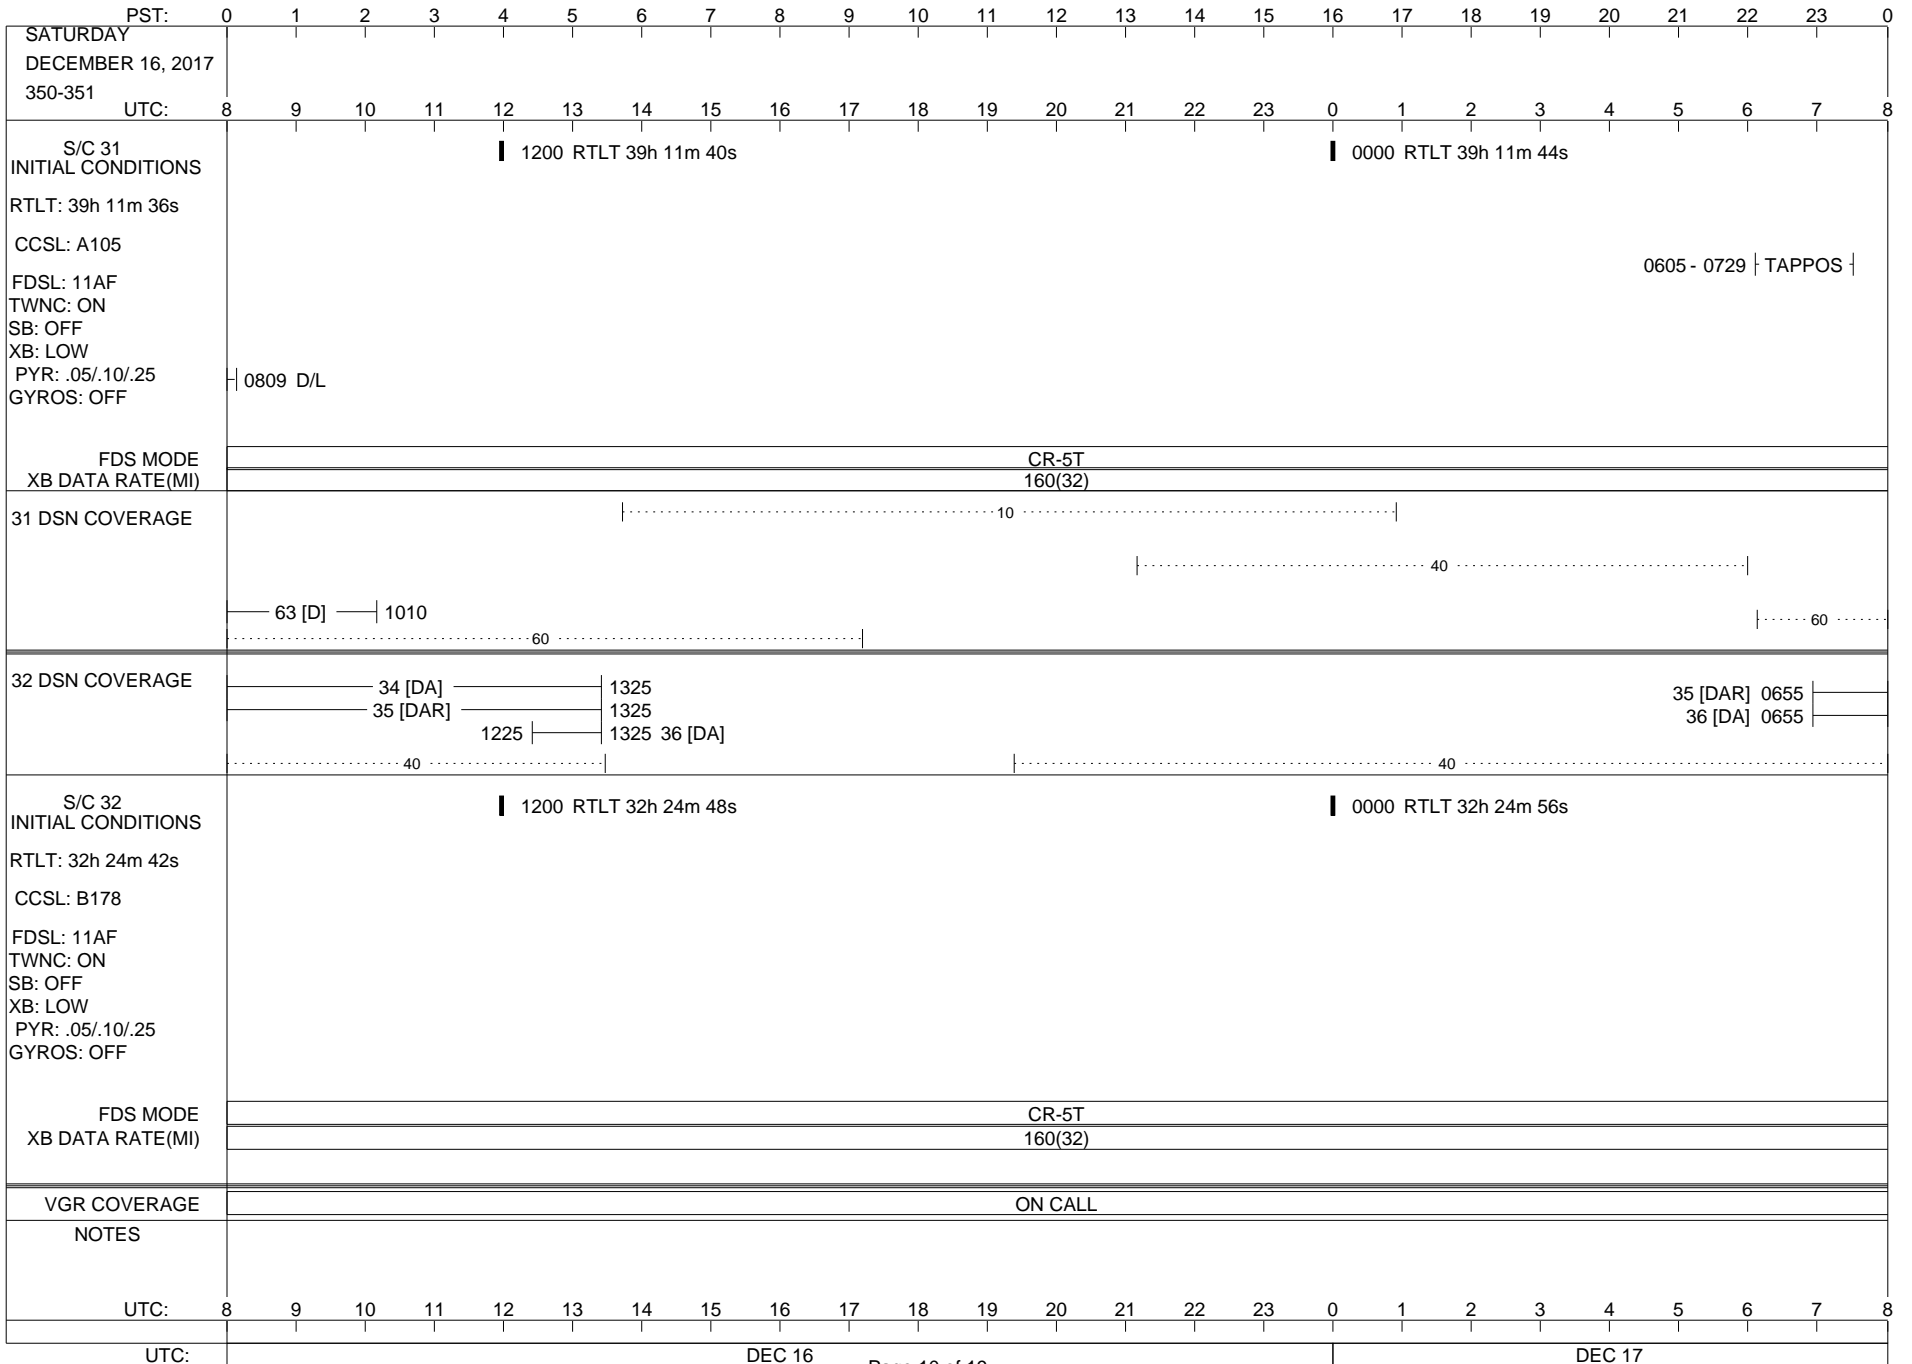 PST: 0 1 2 3 4 5 6 7 8 9 10 11 12 13 14 15 16 17 18 19 20 21 22 23 0
SATURDAY
DECEMBER 16, 2017
350-351
UTC: 8 9 10 11 12 13 14 15 16 17 18 19 20 21 22 23 0 1 2 3 4 5 6 7 8
S/C 31
INITIAL CONDITIONS
1200 RTLT 39h 11m 40s
0000 RTLT 39h 11m 44s
RTLT: 39h 11m 36s
CCSL: A105
0605 - 0729 TAPPOS
FDSL: 11AF
TWNC: ON
SB: OFF
XB: LOW
PYR: .05/.10/.25
0809 D/L
GYROS: OFF
FDS MODE CR-5T
XB DATA RATE(MI) 160(32)
31 DSN COVERAGE
10
40
63 [D] 1010
60
60
32 DSN COVERAGE
34 [DA] 1325
35 [DAR] 0655
35 [DAR] 1325
36 [DA] 0655
1225 1325 36 [DA]
40
40
S/C 32
INITIAL CONDITIONS
1200 RTLT 32h 24m 48s
0000 RTLT 32h 24m 56s
RTLT: 32h 24m 42s
CCSL: B178
FDSL: 11AF
TWNC: ON
SB: OFF
XB: LOW
PYR: .05/.10/.25
GYROS: OFF
FDS MODE CR-5T
XB DATA RATE(MI) 160(32)
VGR COVERAGE ON CALL
NOTES
UTC: 8 9 10 11 12 13 14 15 16 17 18 19 20 21 22 23 0 1 2 3 4 5 6 7 8
UTC: DEC 16 DEC 17